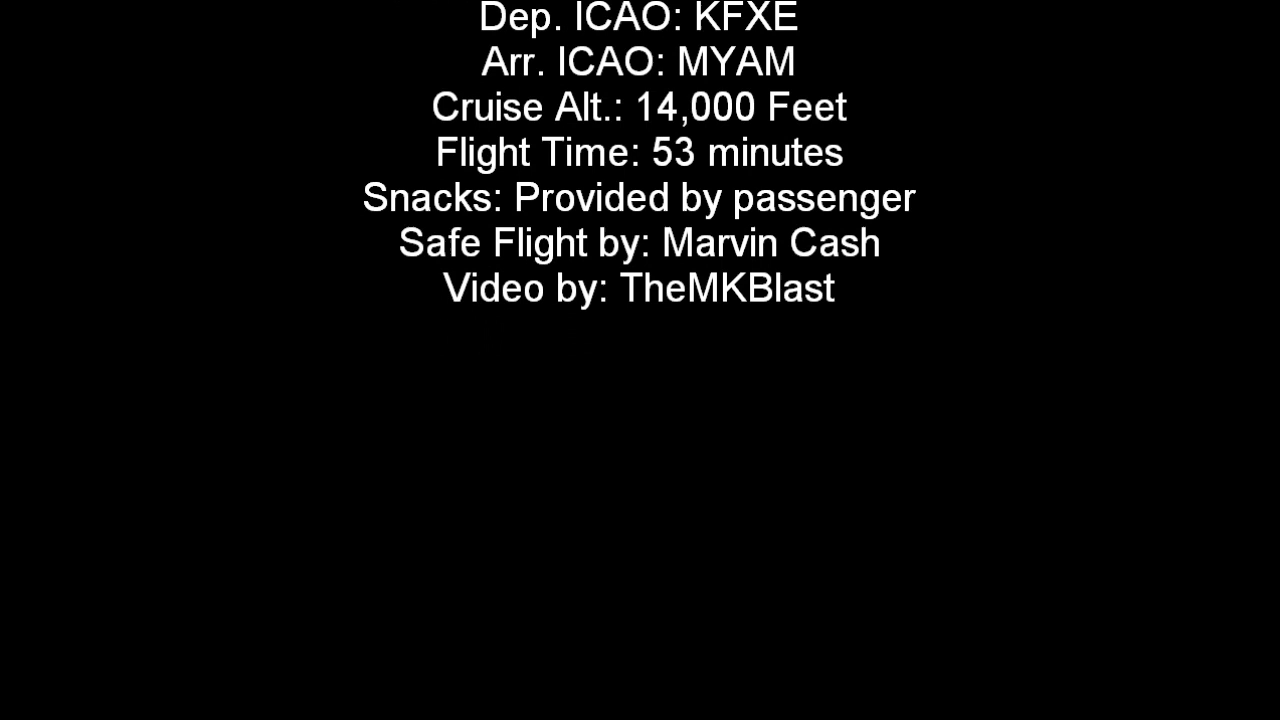 Dep. ICAO: KFXE
Arr. ICAO: MYAM
Cruise Alt.: 14,000 Feet
Flight Time: 53 minutes
Snacks: Provided by passenger
Safe Flight by: Marvin Cash
Video by: TheMKBlast